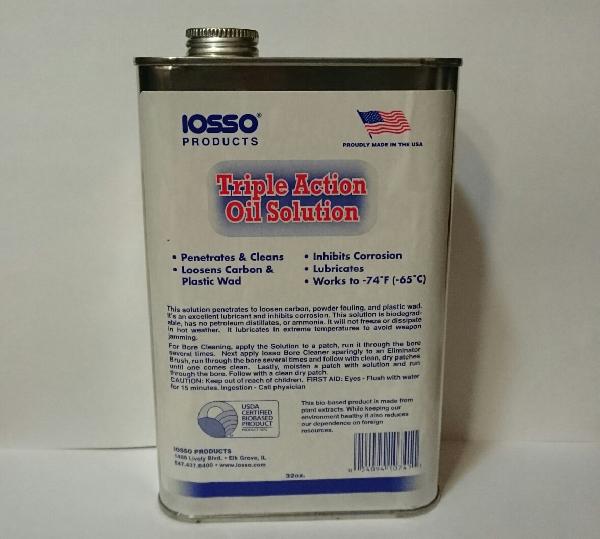 IOSSO®
PRODUCTS
PROUDLY MADE IN THE USA
Triple Action
Oil Solution
• Penetrates & Cleans
• Loosens Carbon &
Plastic Wad
• Inhibits Corrosion
• Lubricates
• Works to -74°F (-65°C)
This solution penetrates to loosen carbon, powder fouling, and plastic wad.
It's an excellent lubricant and inhibits corrosion. This solution is biodegrad-
able, has no petroleum distillates, or ammonia. It will not freeze or dissipate
in hot weather. It lubricates in extreme temperatures to avoid weapon
jamming.
For Bore Cleaning, apply the Solution to a patch, run it through the bore
several times. Next apply Iosso Bore Cleaner sparingly to an Eliminator
Brush, run through the bore several times and follow with clean, dry patches
until one comes clean. Lastly, moisten a patch with solution and run
through the bore. Follow with a clean dry patch.
CAUTION: Keep out of reach of children. FIRST AID: Eyes - Flush with water
for 15 minutes. Ingestion - Call physician
USDA
CERTIFIED
BIOBASED
PRODUCT
This bio-based product is made from
plant extracts. While keeping our
environment healthy it also reduces
our dependence on foreign
resources.
IOSSO PRODUCTS
1485 Lively Blvd. • Elk Grove, IL
847.437.8400 • www.iosso.com
32oz.